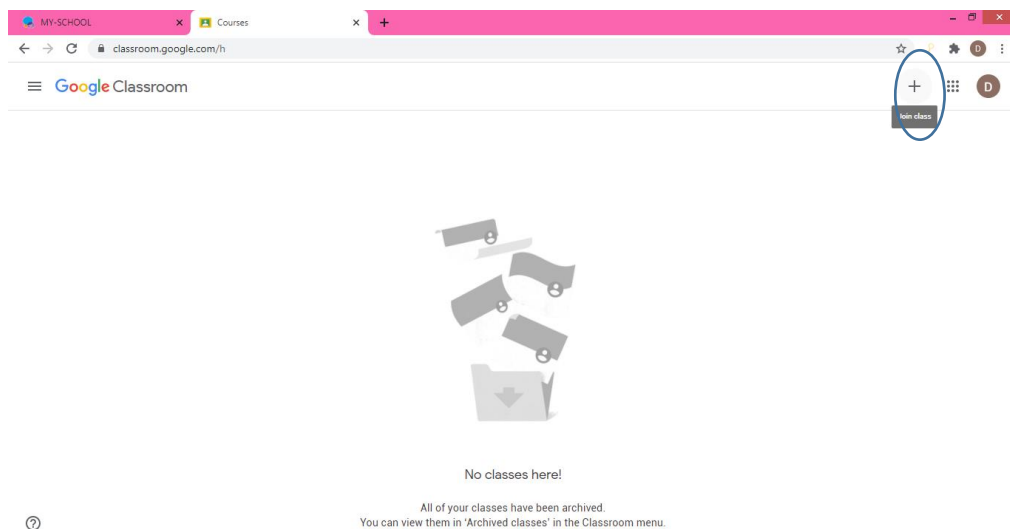 MY-SCHOOL
Courses
classroom.google.com/h
D
Google Classroom
D
Join class
No classes here!
All of your classes have been archived.
You can view them in 'Archived classes' in the Classroom menu.